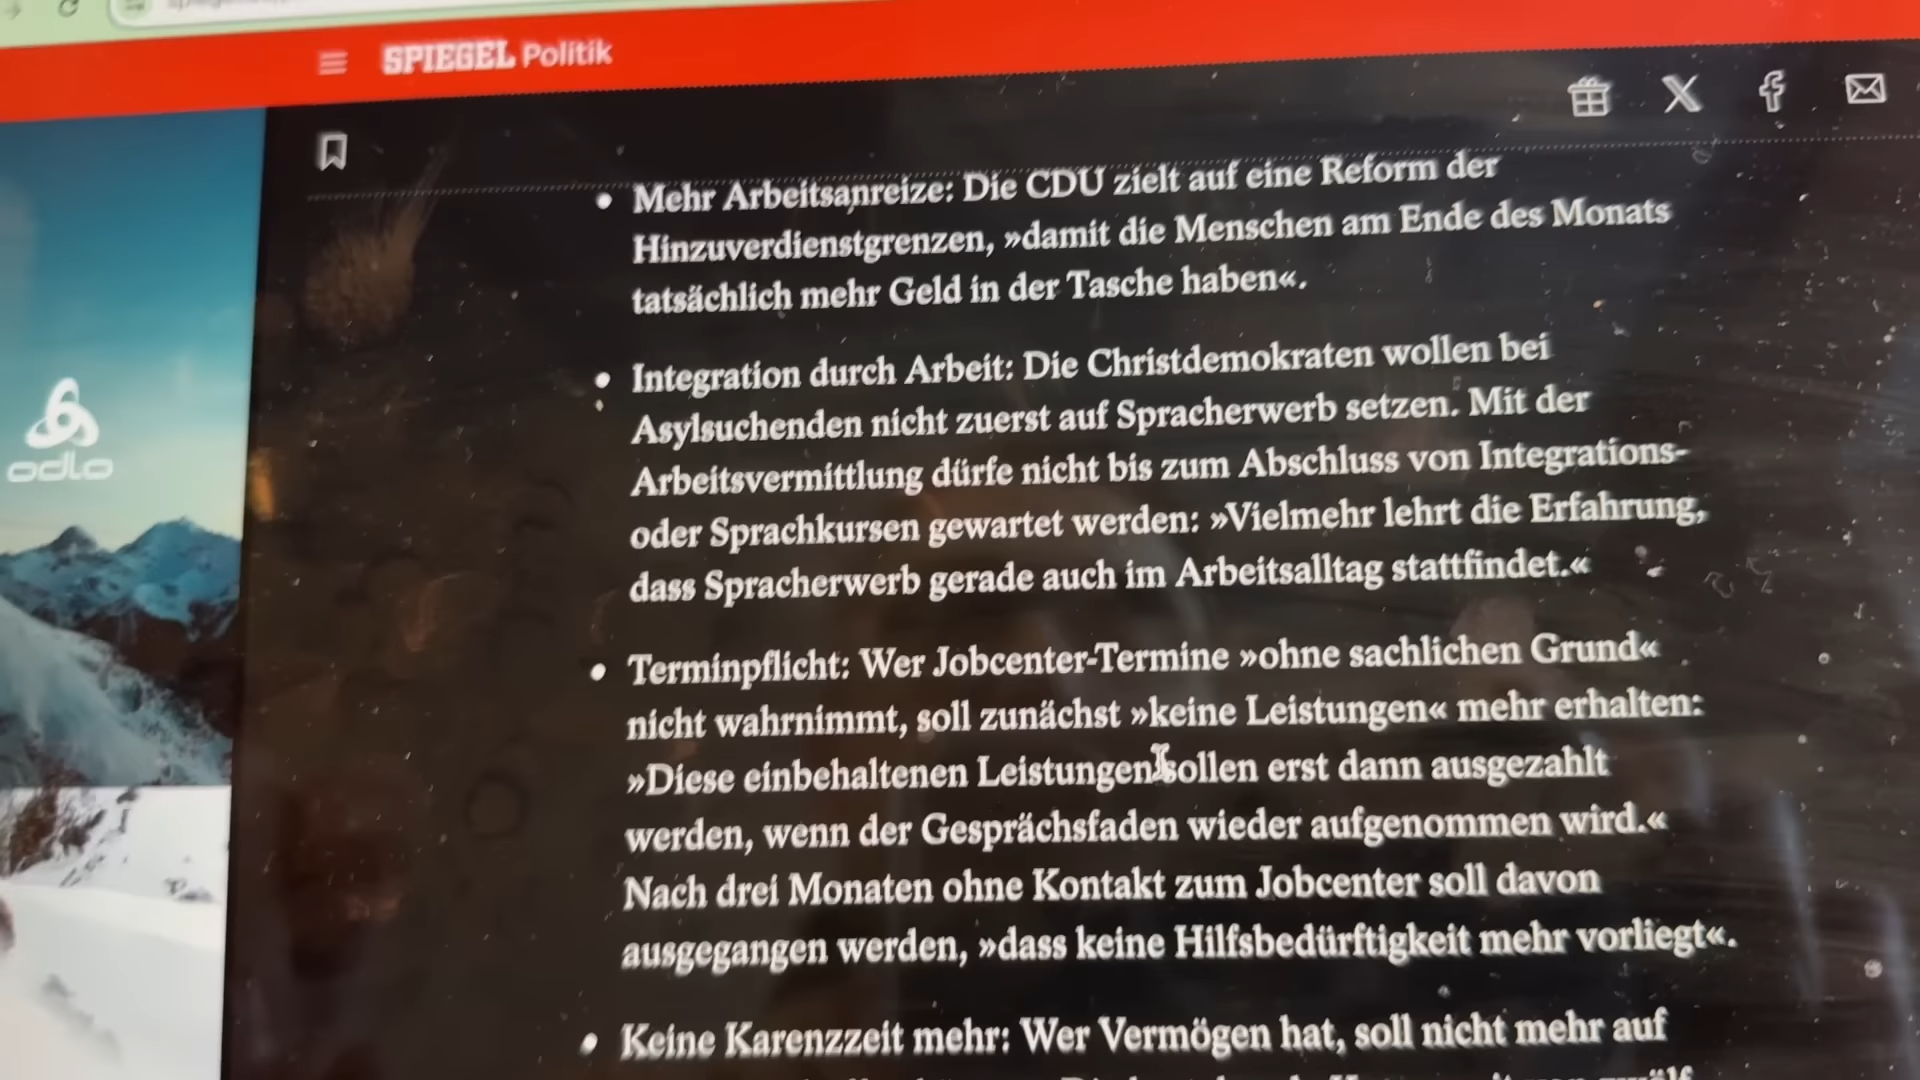 SPIEGEL Politik
Mehr Arbeitsanreize: Die CDU zielt auf eine Reform der
Hinzuverdienstgrenzen, »damit die Menschen am Ende des Monats
tatsächlich mehr Geld in der Tasche haben«.
odlo
Integration durch Arbeit: Die Christdemokraten wollen bei
Asylsuchenden nicht zuerst auf Spracherwerb setzen. Mit der
Arbeitsvermittlung dürfe nicht bis zum Abschluss von Integrations-
oder Sprachkursen gewartet werden: »Vielmehr lehrt die Erfahrung,
dass Spracherwerb gerade auch im Arbeitsalltag stattfindet.«
Terminpflicht: Wer Jobcenter-Termine »ohne sachlichen Grund«
nicht wahrnimmt, soll zunächst »keine Leistungen« mehr erhalten:
»Diese einbehaltenen Leistungen sollen erst dann ausgezahlt
werden, wenn der Gesprächsfaden wieder aufgenommen wird.«
Nach drei Monaten ohne Kontakt zum Jobcenter soll davon
ausgegangen werden, »dass keine Hilfsbedürftigkeit mehr vorliegt«.
Keine Karenzzeit mehr: Wer Vermögen hat, soll nicht mehr auf